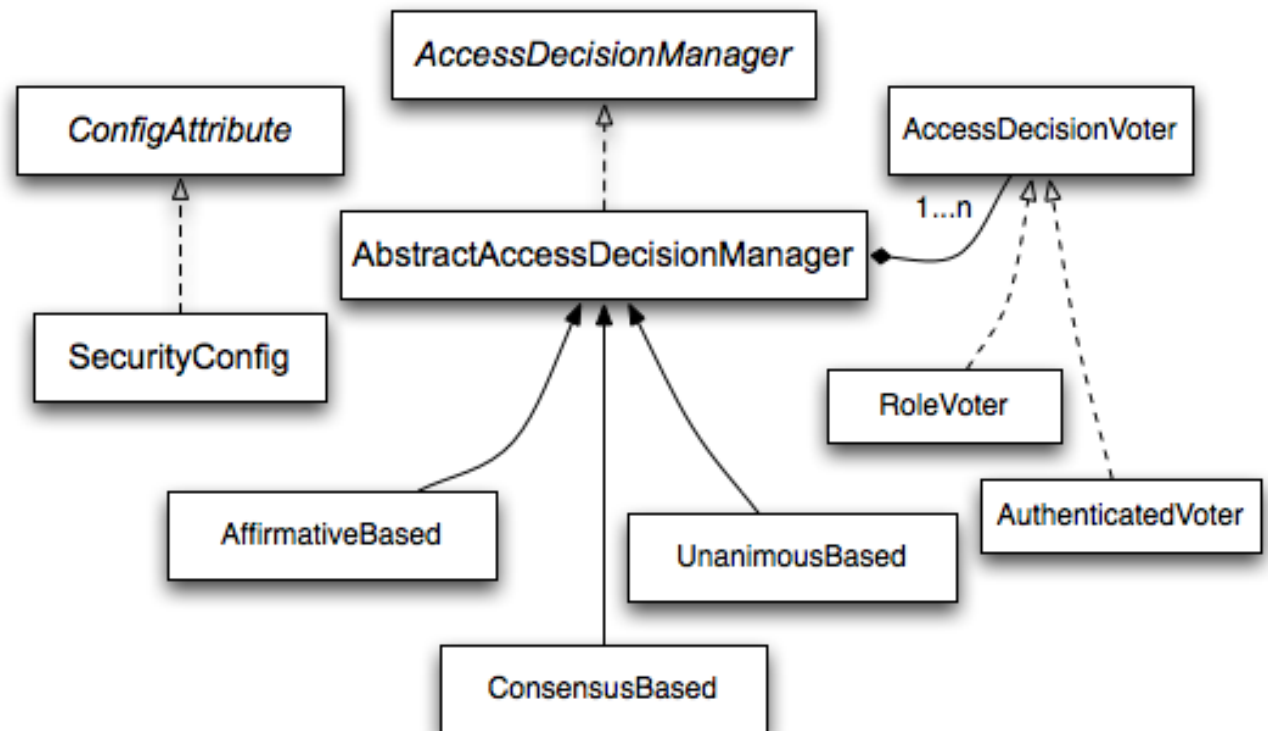 AccessDecisionManager
ConfigAttribute
AccessDecisionVoter
1...n
AbstractAccessDecisionManager
SecurityConfig
RoleVoter
AuthenticatedVoter
AffirmativeBased
UnanimousBased
ConsensusBased